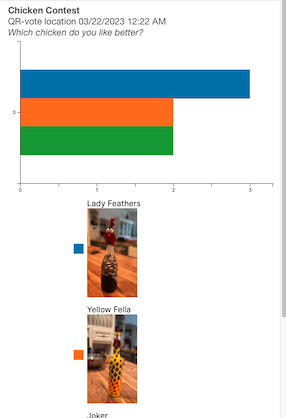 Chicken Contest
QR-vote location 03/22/2023 12:22 AM
Which chicken do you like better?
0
0
1
2
3
Lady Feathers
Yellow Fella
Joker